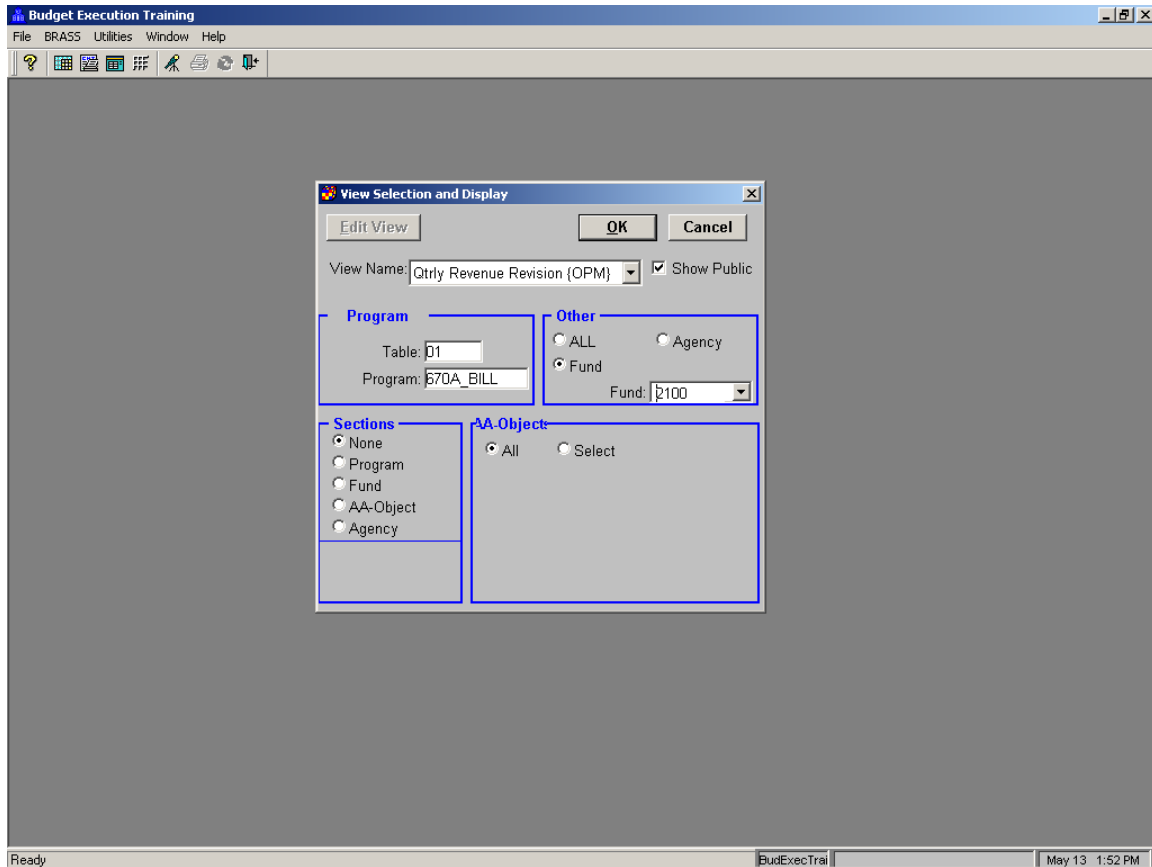 Budget Execution Training
File BRASS Utilities Window Help
View Selection and Display
Edit View OK Cancel
View Name: Qtrly Revenue Revision {OPM} Show Public
Program
Table: 01
Program: 670A_BILL
Other
ALL Agency
Fund
Fund: 2100
Sections
None
Program
Fund
AA-Object
Agency
AA-Objects
All Select
Ready BudExecTrai May 13 1:52 PM